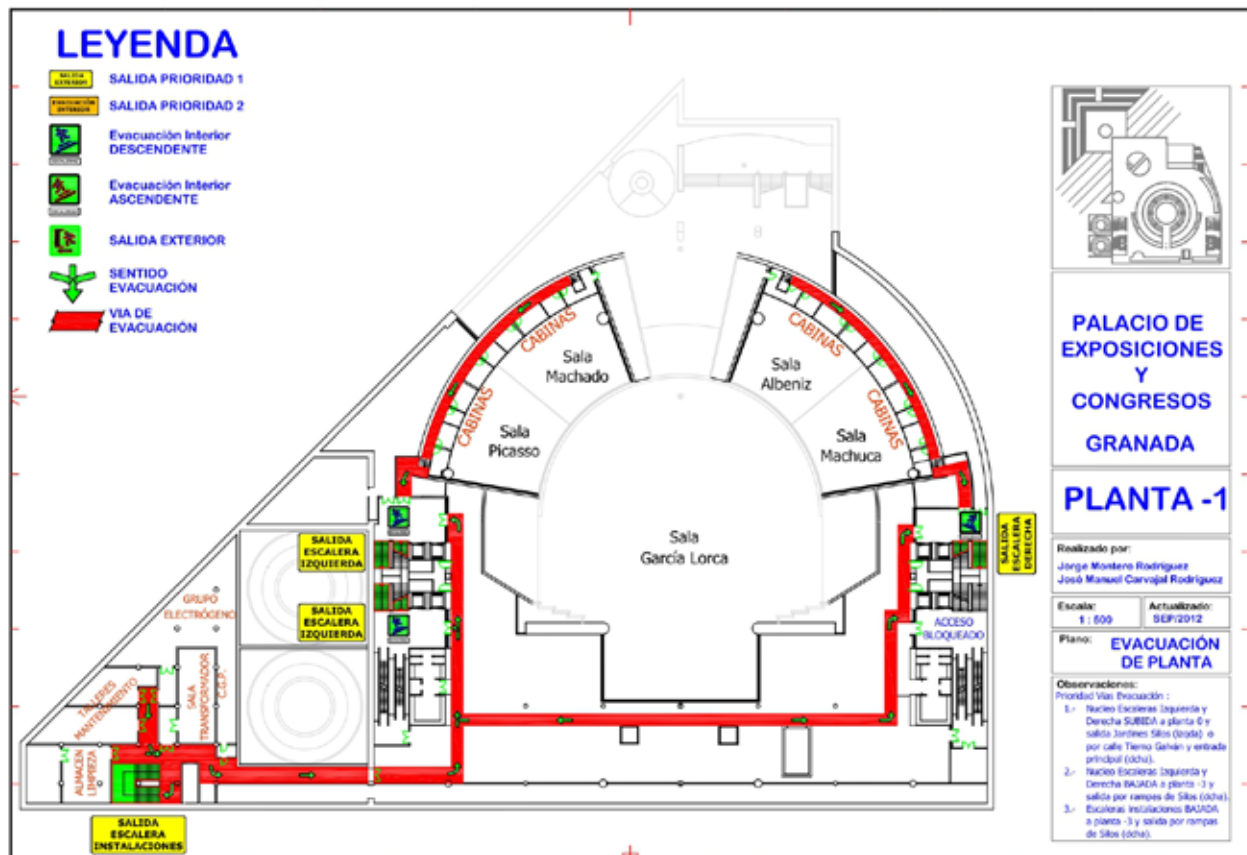 LEYENDA
SALIDA
EXTERIOR
SALIDA PRIORIDAD 1
EVACUACIÓN
INTERIOR
SALIDA PRIORIDAD 2
Evacuación Interior
DESCENDENTE
Evacuación Interior
ASCENDENTE
SALIDA EXTERIOR
SENTIDO
EVACUACIÓN
VIA DE
EVACUACIÓN
CABINAS
CABINAS
Sala
Machado
Sala
Albeniz
CABINAS
CABINAS
Sala
Picasso
Sala
Machuca
Sala
García Lorca
SALIDA
ESCALERA
IZQUIERDA
SALIDA
ESCALERA
IZQUIERDA
SALIDA
ESCALERA
DERECHA
GRUPO
ELECTRÓGENO
ACCESO
BLOQUEADO
TALLERES
MANTENIMIENTO
SALA
TRANSFORMADOR
C.G.P.
ALMACEN
LIMPIEZA
SALIDA
ESCALERA
INSTALACIONES
PALACIO DE
EXPOSICIONES
Y
CONGRESOS
GRANADA
PLANTA -1
Realizado por:
Jorge Montero Rodríguez
José Manuel Carvajal Rodríguez
Escala:
1 : 500
Actualizado:
SEP/2012
Plano:
EVACUACIÓN
DE PLANTA
Observaciones:
Prioridad Vias Evacuación :
1.- Nucleo Escaleras Izquierda y
Derecha SUBIDA a planta 0 y
salida Jardines Silos (izqda) o
por calle Tierno Galván y entrada
principal (dcha).
2.- Nucleo Escaleras Izquierda y
Derecha BAJADA a planta -3 y
salida por rampas de Silos (dcha).
3.- Escaleras instalaciones BAJADA
a planta -3 y salida por rampas
de Silos (dcha).